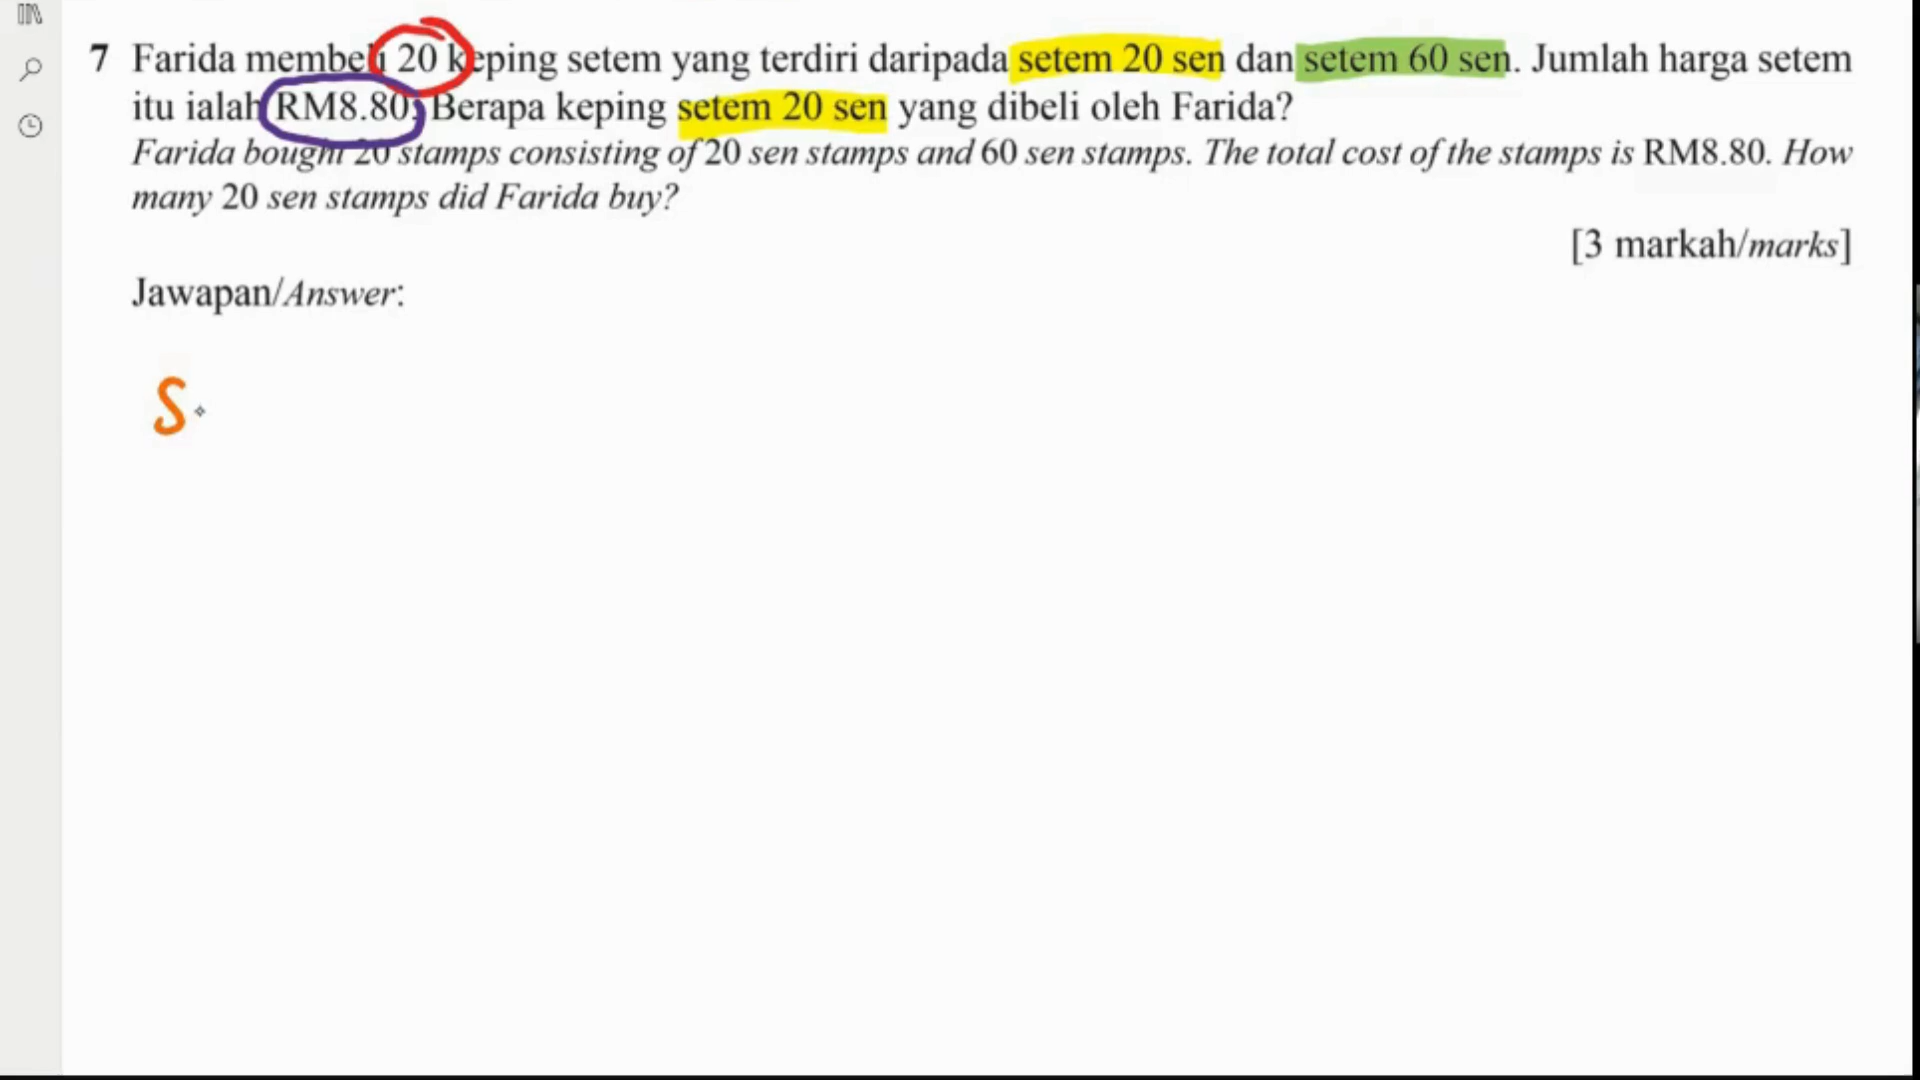 7 Farida membeli 20 keping setem yang terdiri daripada setem 20 sen dan setem 60 sen. Jumlah harga setem
itu ialah RM8.80. Berapa keping setem 20 sen yang dibeli oleh Farida?
Farida bought 20 stamps consisting of 20 sen stamps and 60 sen stamps. The total cost of the stamps is RM8.80. How
many 20 sen stamps did Farida buy?
[3 markah/marks]
Jawapan/Answer:
S